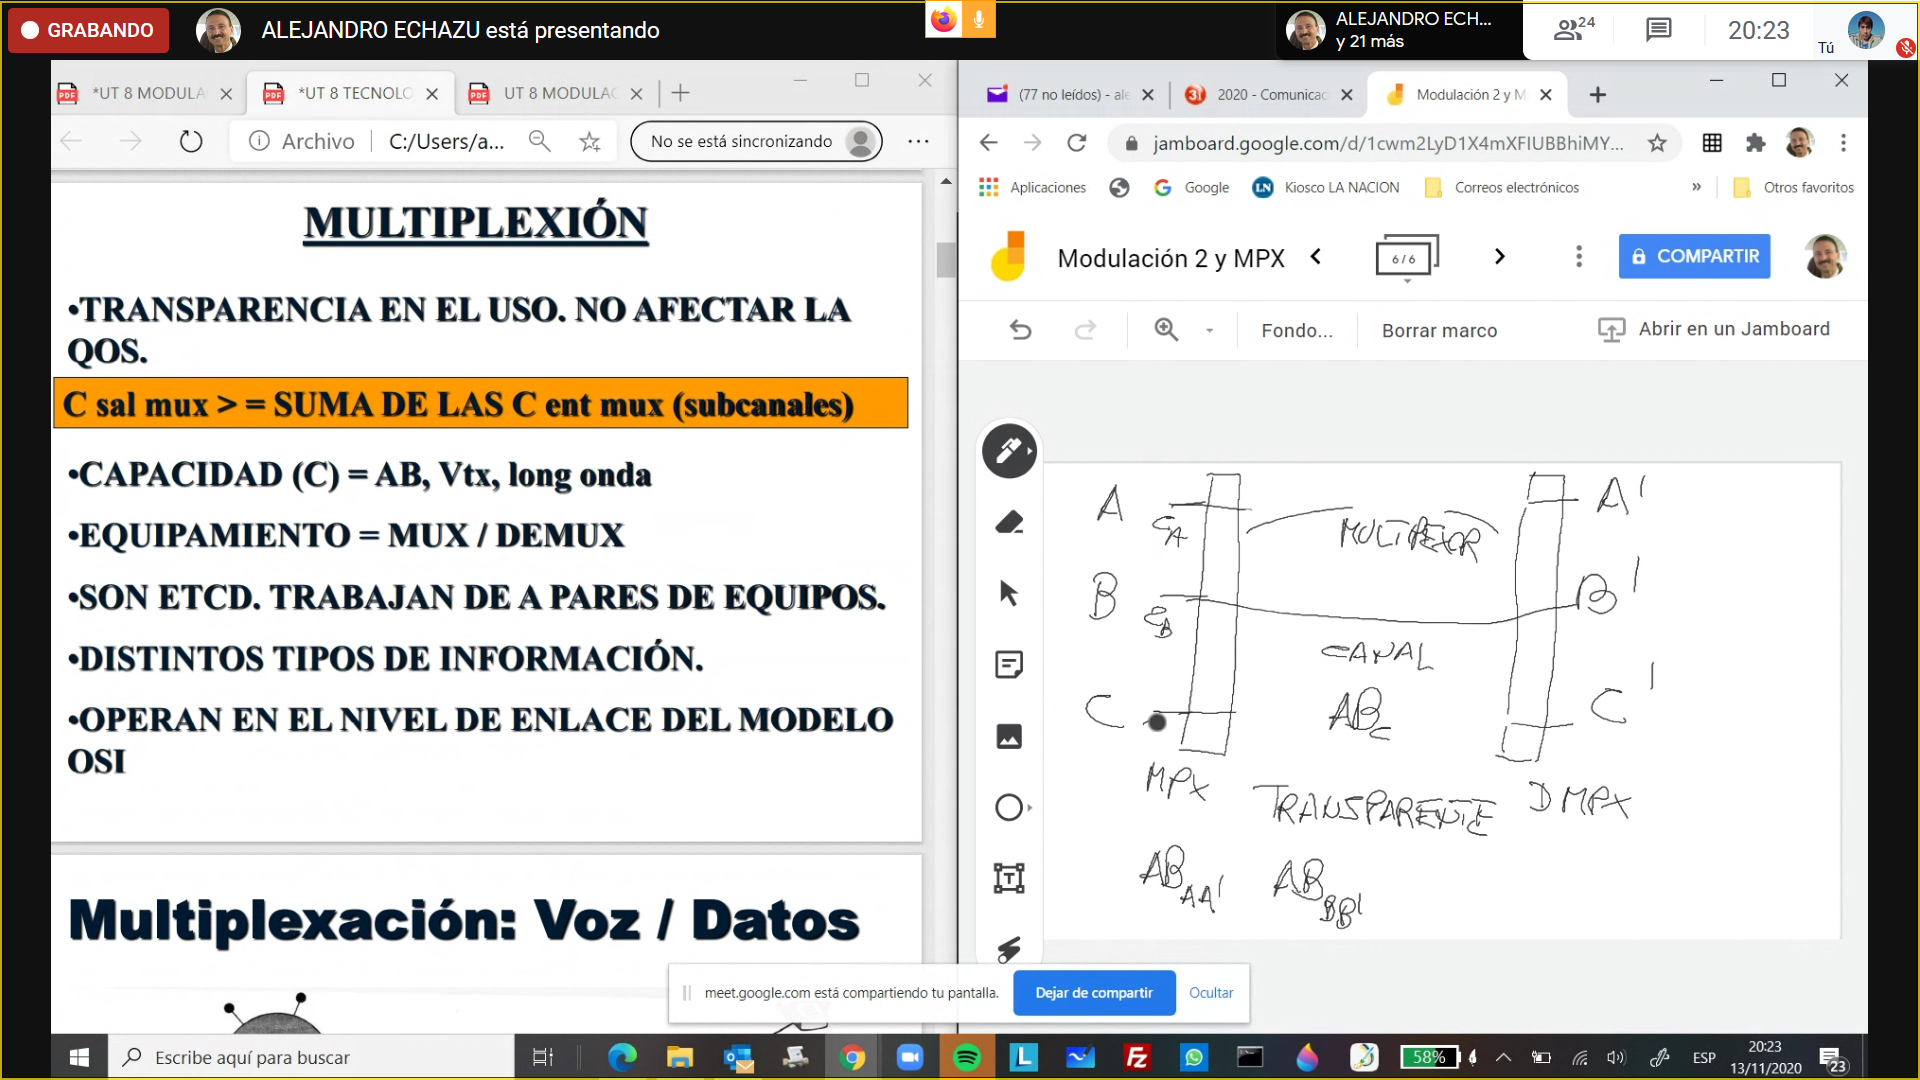 GRABANDO
ALEJANDRO ECHAZU está presentando
ALEJANDRO ECH...
y 21 más
24
20:23
Tú
*UT 8 MODULA
*UT 8 TECNOLO
UT 8 MODULAC
Archivo
C:/Users/a...
No se está sincronizando
MULTIPLEXIÓN
•TRANSPARENCIA EN EL USO. NO AFECTAR LA
QOS.
C sal mux > = SUMA DE LAS C ent mux (subcanales)
•CAPACIDAD (C) = AB, Vtx, long onda
•EQUIPAMIENTO = MUX / DEMUX
•SON ETCD. TRABAJAN DE A PARES DE EQUIPOS.
•DISTINTOS TIPOS DE INFORMACIÓN.
•OPERAN EN EL NIVEL DE ENLACE DEL MODELO
OSI
Multiplexación: Voz / Datos
(77 no leídos) - ale
2020 - Comunicac
Modulación 2 y M
jamboard.google.com/d/1cwm2LyD1X4mXFIUBBhiMY...
Aplicaciones
Google
LN
Kiosco LA NACION
Correos electrónicos
»
Otros favoritos
Modulación 2 y MPX
6 / 6
COMPARTIR
Fondo...
Borrar marco
Abrir en un Jamboard
A
CA
MULTIPLEXOR
A'
B
CB
B'
CANAL
C
ABC
C'
MPX
TRANSPARENTE
DMPX
AB AA'
AB BB'
meet.google.com está compartiendo tu pantalla.
Dejar de compartir
Ocultar
Escribe aquí para buscar
58%
ESP
20:23
13/11/2020
23